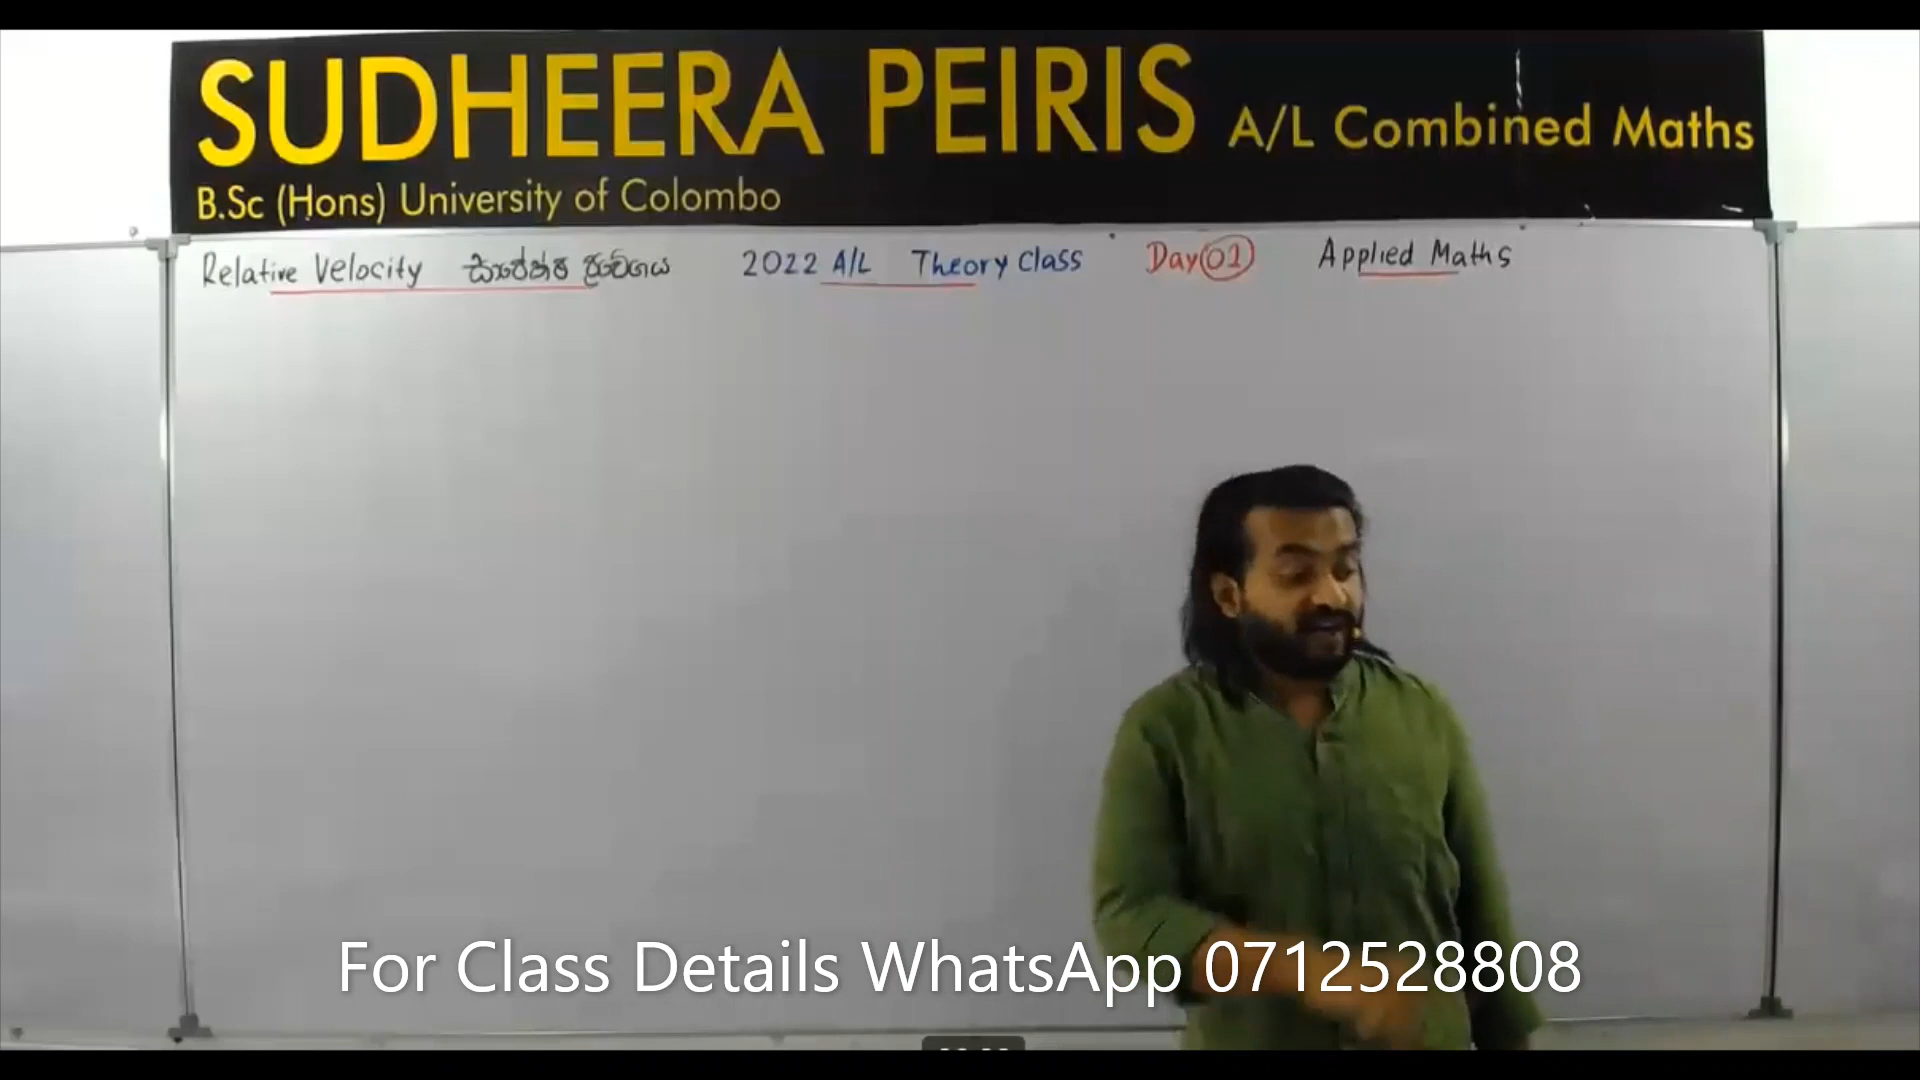 SUDHEERA PEIRIS A/L Combined Maths
B.Sc (Hons) University of Colombo
Relative Velocity සාපේක්ෂ ප්‍රවේගය 2022 A/L Theory Class Day 01 Applied Maths
For Class Details WhatsApp 0712528808